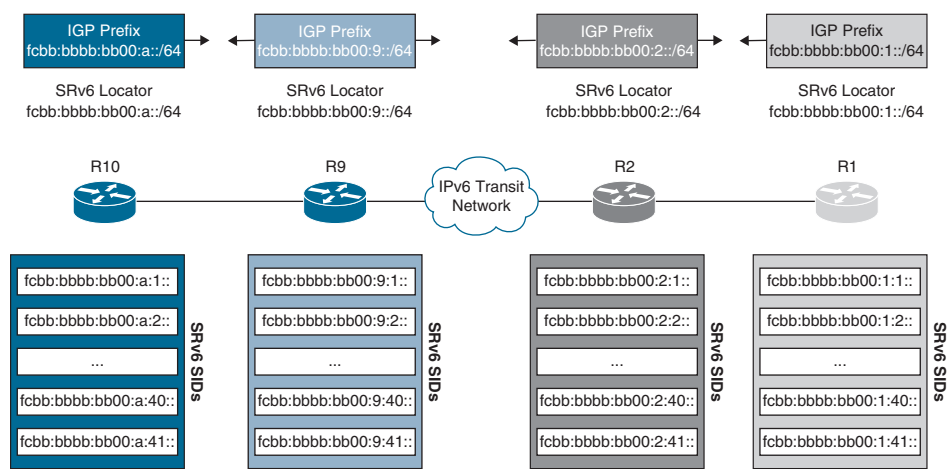 IGP Prefix
fcbb:bbbb:bb00:a::/64
IGP Prefix
fcbb:bbbb:bb00:9::/64
IGP Prefix
fcbb:bbbb:bb00:2::/64
IGP Prefix
fcbb:bbbb:bb00:1::/64
SRv6 Locator
fcbb:bbbb:bb00:a::/64
SRv6 Locator
fcbb:bbbb:bb00:9::/64
SRv6 Locator
fcbb:bbbb:bb00:2::/64
SRv6 Locator
fcbb:bbbb:bb00:1::/64
R10
R9
IPv6 Transit
Network
R2
R1
fcbb:bbbb:bb00:a:1::
fcbb:bbbb:bb00:a:2::
...
fcbb:bbbb:bb00:a:40::
fcbb:bbbb:bb00:a:41::
SRv6 SIDs
fcbb:bbbb:bb00:9:1::
fcbb:bbbb:bb00:9:2::
...
fcbb:bbbb:bb00:9:40::
fcbb:bbbb:bb00:9:41::
SRv6 SIDs
fcbb:bbbb:bb00:2:1::
fcbb:bbbb:bb00:2:2::
...
fcbb:bbbb:bb00:2:40::
fcbb:bbbb:bb00:2:41::
SRv6 SIDs
fcbb:bbbb:bb00:1:1::
fcbb:bbbb:bb00:1:2::
...
fcbb:bbbb:bb00:1:40::
fcbb:bbbb:bb00:1:41::
SRv6 SIDs